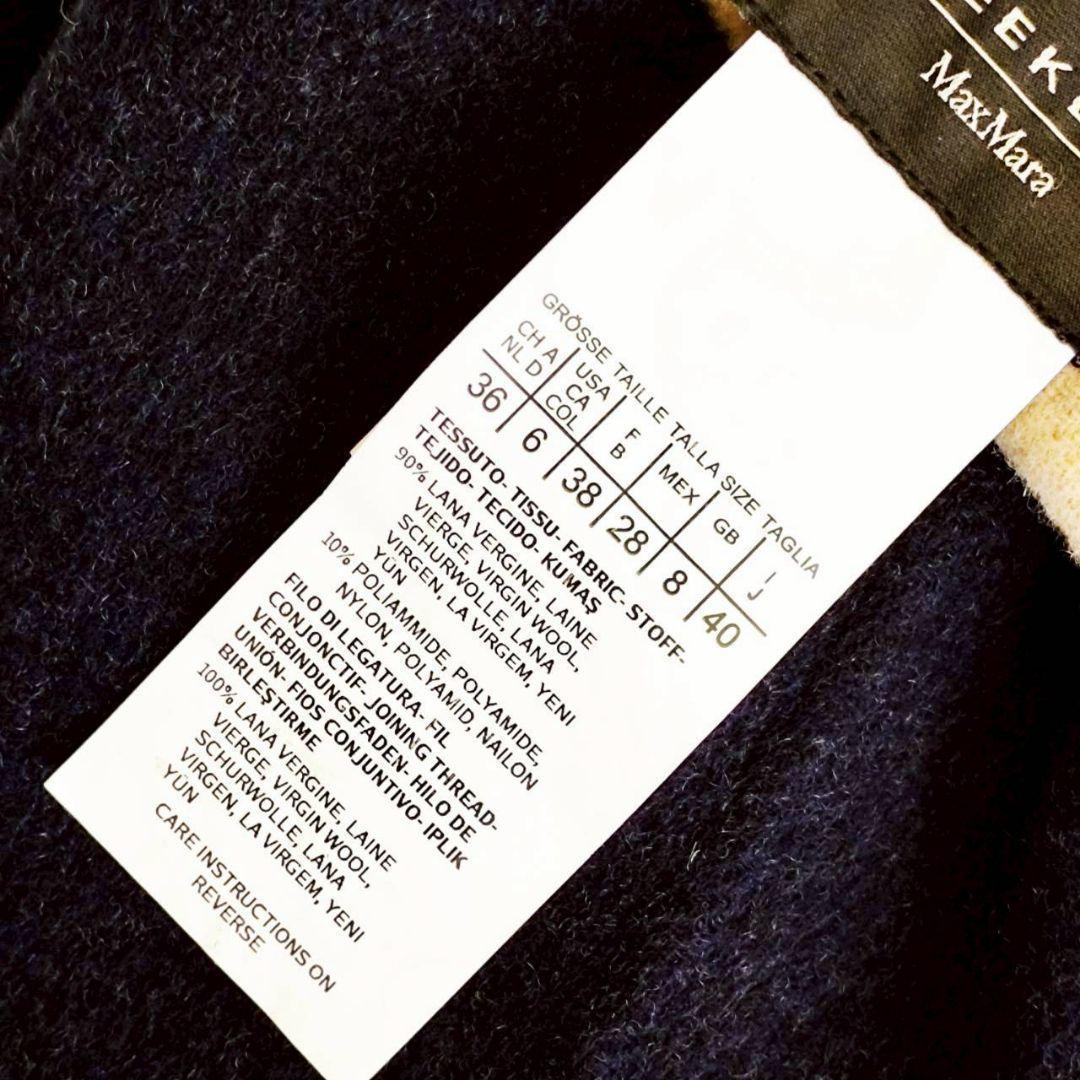 EEKE
MaxMara
GRÖSSE TAILLE TALLA SIZE TAGLIA
CH A USA F MEX GB I
NL D CA B J
COL
36 6 38 28 8 40
TESSUTO- TISSU- FABRIC- STOFF-
TEJIDO- TECIDO- KUMAŞ
90% LANA VERGINE, LAINE
VIERGE, VIRGIN WOOL,
SCHURWOLLE, LANA
VIRGEN, LA VIRGEM, YENI
YÜN
10% POLIAMMIDE, POLYAMIDE,
NYLON, POLYAMID, NAILON
FILO DI LEGATURA- FIL
CONJONCTIF- JOINING THREAD-
VERBINDUNGSFADEN- HILO DE
UNIÓN- FIOS CONJUNTIVO- IPLIK
BIRLEŞTIRME
100% LANA VERGINE, LAINE
VIERGE, VIRGIN WOOL,
SCHURWOLLE, LANA
VIRGEN, LA VIRGEM, YENI
YÜN
CARE INSTRUCTIONS ON
REVERSE